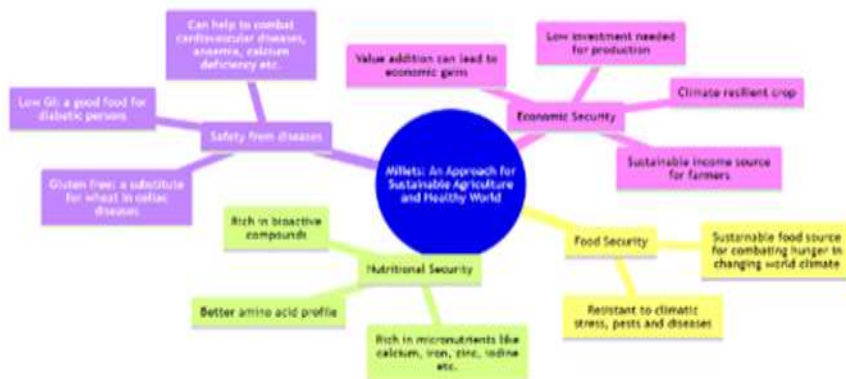 Can help to combat
cardiovascular diseases,
anaemia, calcium
deficiency etc.
Low GI: a good food for
diabetic persons
Safety from diseases
Gluten free: a substitute
for wheat in celiac
diseases
Value addition can lead to
economic gains
Low investment needed
for production
Climate resilient crop
Economic Security
Sustainable income source
for farmers
Millets: An Approach for
Sustainable Agriculture
and Healthy World
Rich in bioactive
compounds
Nutritional Security
Better amino acid profile
Rich in micronutrients like
calcium, iron, zinc, iodine
etc.
Food Security
Sustainable food source
for combating hunger in
changing world climate
Resistant to climatic
stress, pests and diseases